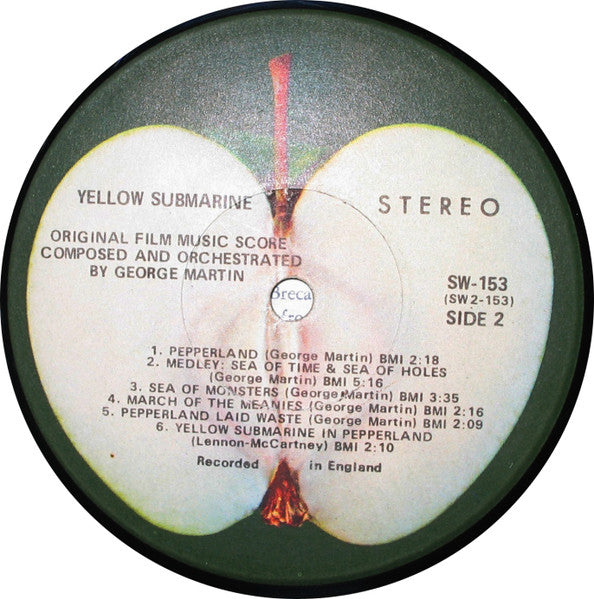 YELLOW SUBMARINE
STEREO
ORIGINAL FILM MUSIC SCORE
COMPOSED AND ORCHESTRATED
BY GEORGE MARTIN
SW-153
(SW2-153)
SIDE 2
1. PEPPERLAND (George Martin) BMI 2:18
2. MEDLEY: SEA OF TIME & SEA OF HOLES
(George Martin) BMI 5:16
3. SEA OF MONSTERS (George Martin) BMI 3:35
4. MARCH OF THE MEANIES (George Martin) BMI 2:16
5. PEPPERLAND LAID WASTE (George Martin) BMI 2:09
6. YELLOW SUBMARINE IN PEPPERLAND
(Lennon-McCartney) BMI 2:10
Recorded in England